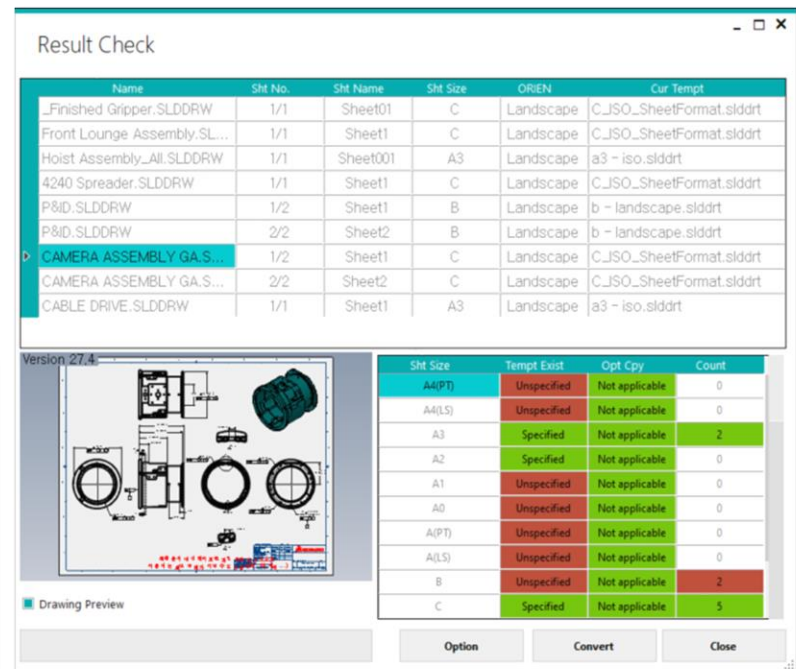 Result Check
Name Sht No. Sht Name Sht Size ORIEN Cur Tempt
_Finished Gripper.SLDDRW 1/1 Sheet01 C Landscape C_ISO_SheetFormat.slddrt
Front Lounge Assembly.SL... 1/1 Sheet1 C Landscape C_ISO_SheetFormat.slddrt
Hoist Assembly_All.SLDDRW 1/1 Sheet001 A3 Landscape a3 - iso.slddrt
4240 Spreader.SLDDRW 1/1 Sheet1 C Landscape C_ISO_SheetFormat.slddrt
P&ID.SLDDRW 1/2 Sheet1 B Landscape b - landscape.slddrt
P&ID.SLDDRW 2/2 Sheet2 B Landscape b - landscape.slddrt
CAMERA ASSEMBLY GA.S... 1/2 Sheet1 C Landscape C_ISO_SheetFormat.slddrt
CAMERA ASSEMBLY GA.S... 2/2 Sheet2 C Landscape C_ISO_SheetFormat.slddrt
CABLE DRIVE.SLDDRW 1/1 Sheet1 A3 Landscape a3 - iso.slddrt
Version 27.4
Sht Size Tempt Exist Opt Cpy Count
A4(PT) Unspecified Not applicable 0
A4(LS) Unspecified Not applicable 0
A3 Specified Not applicable 2
A2 Specified Not applicable 0
A1 Unspecified Not applicable 0
A0 Unspecified Not applicable 0
A(PT) Unspecified Not applicable 0
A(LS) Unspecified Not applicable 0
B Unspecified Not applicable 2
C Specified Not applicable 5
Drawing Preview
Option Convert Close